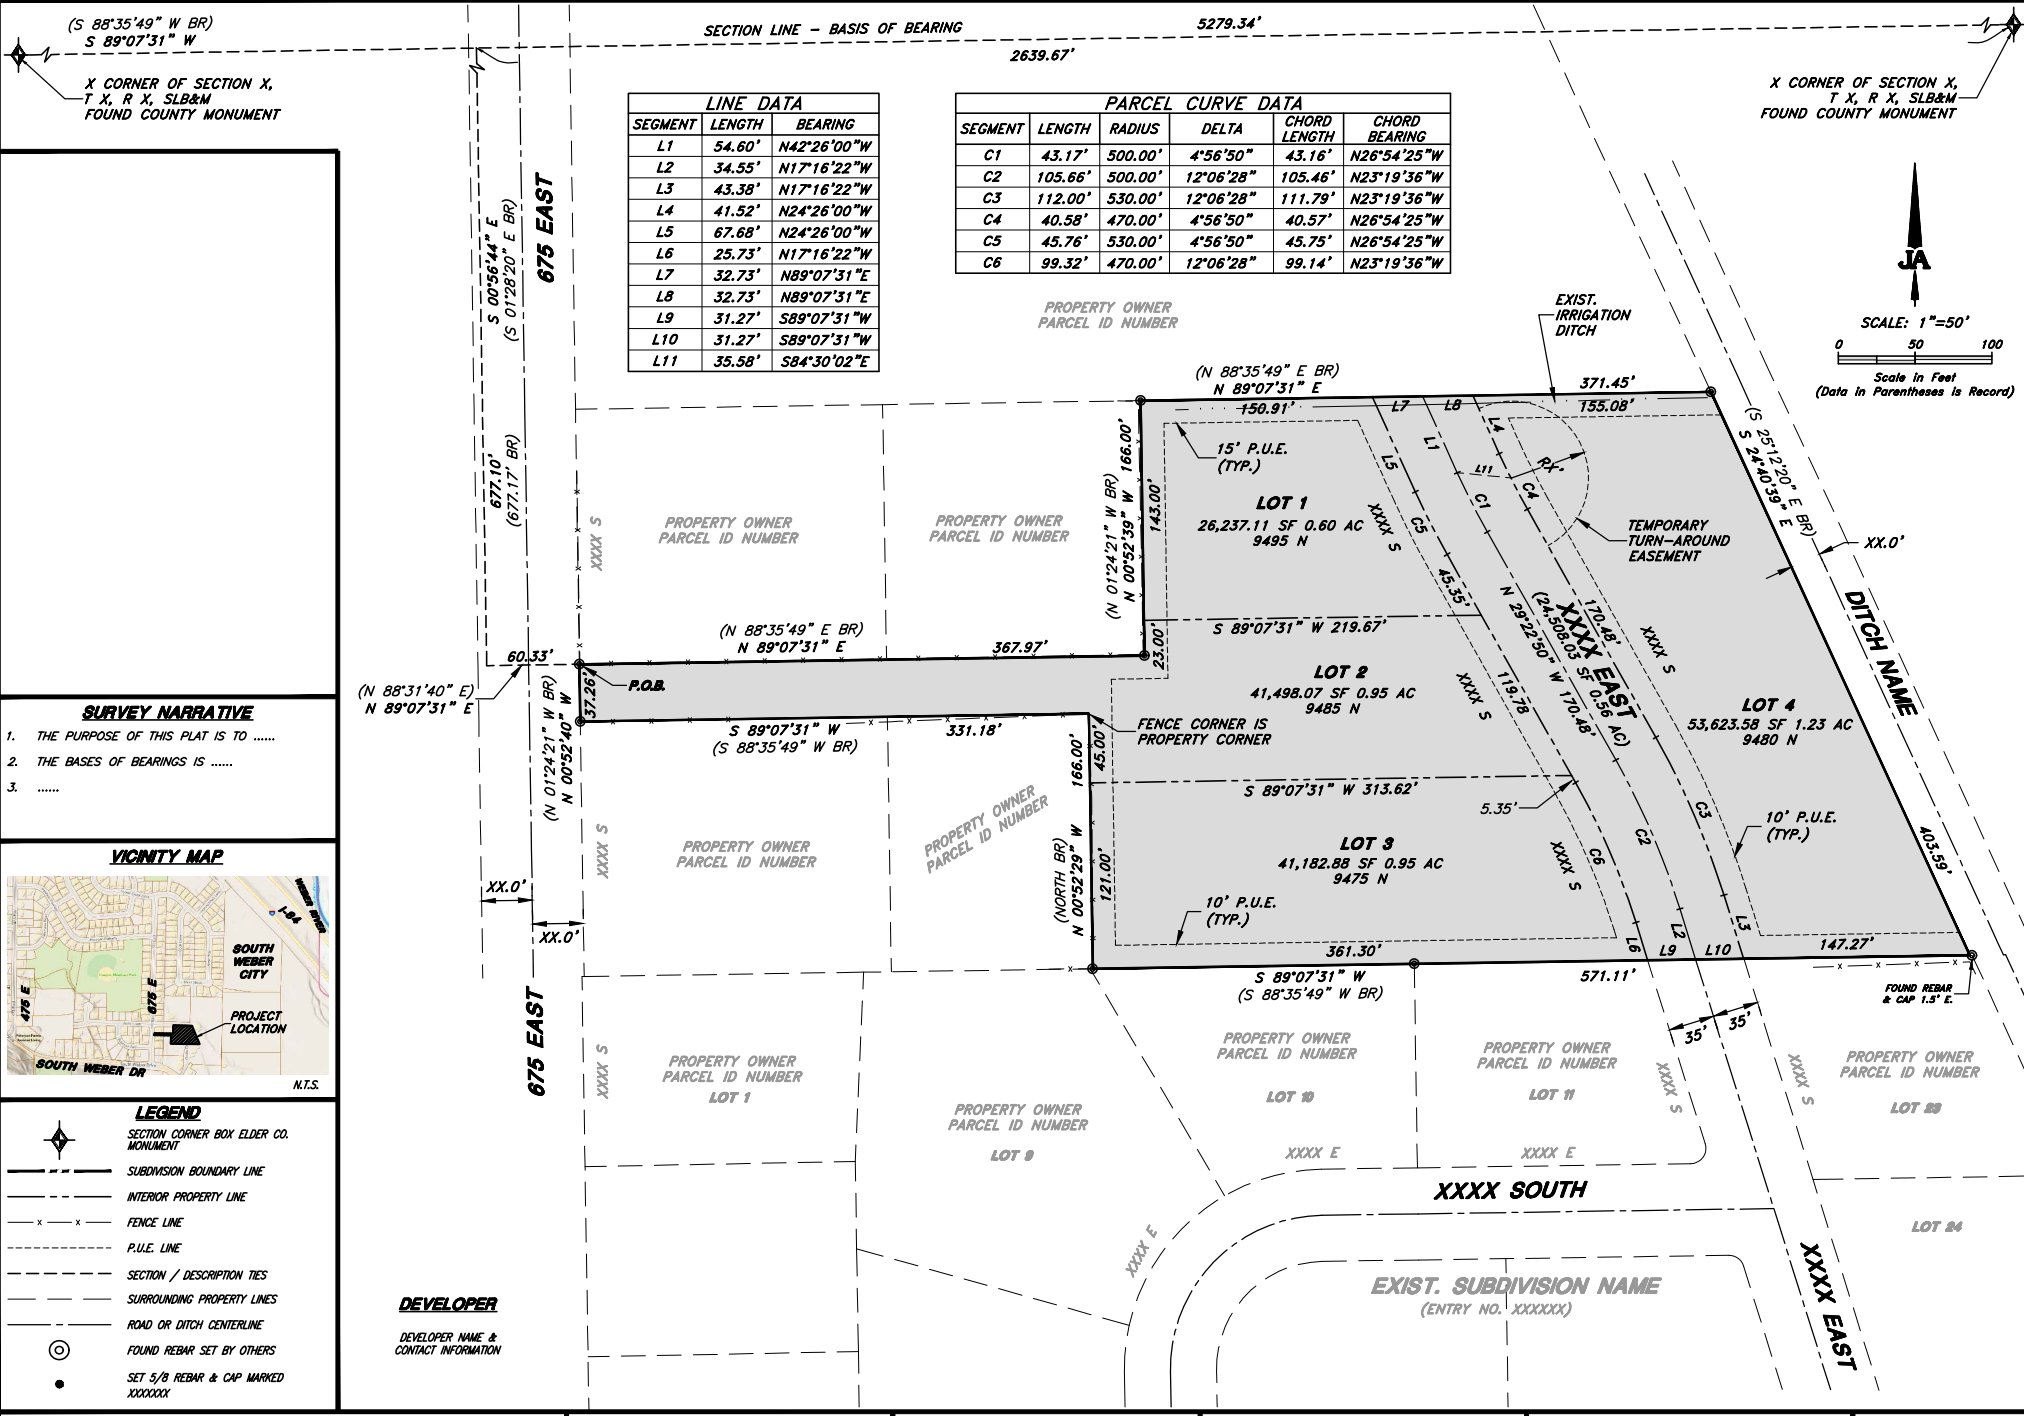 (S 88°35'49" W BR)
S 89°07'31" W
SECTION LINE – BASIS OF BEARING
5279.34'
2639.67'
X CORNER OF SECTION X,
T X, R X, SLB&M
FOUND COUNTY MONUMENT
X CORNER OF SECTION X,
T X, R X, SLB&M
FOUND COUNTY MONUMENT
LINE DATA
SEGMENT LENGTH BEARING
L1 54.60' N42°26'00"W
L2 34.55' N17°16'22"W
L3 43.38' N17°16'22"W
L4 41.52' N24°26'00"W
L5 67.68' N24°26'00"W
L6 25.73' N17°16'22"W
L7 32.73' N89°07'31"E
L8 32.73' N89°07'31"E
L9 31.27' S89°07'31"W
L10 31.27' S89°07'31"W
L11 35.58' S84°30'02"E
PARCEL CURVE DATA
SEGMENT LENGTH RADIUS DELTA CHORD LENGTH CHORD BEARING
C1 43.17' 500.00' 4°56'50" 43.16' N26°54'25"W
C2 105.66' 500.00' 12°06'28" 105.46' N23°19'36"W
C3 112.00' 530.00' 12°06'28" 111.79' N23°19'36"W
C4 40.58' 470.00' 4°56'50" 40.57' N26°54'25"W
C5 45.76' 530.00' 4°56'50" 45.75' N26°54'25"W
C6 99.32' 470.00' 12°06'28" 99.14' N23°19'36"W
JA
SCALE: 1"=50'
0 50 100
Scale in Feet
(Data in Parentheses is Record)
675 EAST
S 00°56'44" E
(S 01°28'20" E BR)
677.10'
(677.17' BR)
PROPERTY OWNER
PARCEL ID NUMBER
EXIST.
IRRIGATION
DITCH
(N 88°35'49" E BR)
N 89°07'31" E
371.45'
150.91'
L7
L8
155.08'
166.00'
(N 01°24'21" W BR)
N 00°52'39" W
143.00'
15' P.U.E.
(TYP.)
L1
L4
L5
L11
RX'
C1
C4
C5
(S 25°12'20" E BR)
S 24°40'39" E
LOT 1
26,237.11 SF 0.60 AC
9495 N
XXXX S
TEMPORARY
TURN–AROUND
EASEMENT
XX.0'
XXXX S
PROPERTY OWNER
PARCEL ID NUMBER
PROPERTY OWNER
PARCEL ID NUMBER
45.35'
N 29°22'50" W 170.48'
(24,508.03 SF 0.56 AC)
XXXX EAST
170.48'
XXXX S
DITCH NAME
S 89°07'31" W 219.67'
23.00'
(N 88°35'49" E BR)
N 89°07'31" E
367.97'
60.33'
P.O.B.
37.26'
(N 88°31'40" E)
N 89°07'31" E
(N 01°24'21" W BR)
N 00°52'40" W
LOT 2
41,498.07 SF 0.95 AC
9485 N
XXXX S
119.78
LOT 4
53,623.58 SF 1.23 AC
9480 N
S 89°07'31" W
(S 88°35'49" W BR)
331.18'
FENCE CORNER IS
PROPERTY CORNER
166.00'
45.00'
S 89°07'31" W 313.62'
5.35'
SURVEY NARRATIVE
1. THE PURPOSE OF THIS PLAT IS TO ......
2. THE BASES OF BEARINGS IS ......
3. ......
XXXX S
PROPERTY OWNER
PARCEL ID NUMBER
PROPERTY OWNER
PARCEL ID NUMBER
(NORTH BR)
N 00°52'29" W
121.00'
LOT 3
41,182.88 SF 0.95 AC
9475 N
XXXX S
C6
C2
C3
10' P.U.E.
(TYP.)
403.59'
10' P.U.E.
(TYP.)
XX.0'
XX.0'
361.30'
L6
L9
L2
L10
L3
147.27'
S 89°07'31" W
(S 88°35'49" W BR)
571.11'
FOUND REBAR
& CAP 1.5' E.
35'
35'
VICINITY MAP
WEBER RIVER
I-84
SOUTH
WEBER
CITY
475 E
675 E
PROJECT
LOCATION
SOUTH WEBER DR
N.T.S.
675 EAST
XXXX S
PROPERTY OWNER
PARCEL ID NUMBER
LOT 1
PROPERTY OWNER
PARCEL ID NUMBER
LOT 9
PROPERTY OWNER
PARCEL ID NUMBER
LOT 10
PROPERTY OWNER
PARCEL ID NUMBER
LOT 11
XXXX S
XXXX S
PROPERTY OWNER
PARCEL ID NUMBER
LOT 23
XXXX E
XXXX E
XXXX SOUTH
XXXX E
LOT 24
XXXX EAST
EXIST. SUBDIVISION NAME
(ENTRY NO. XXXXXX)
LEGEND
SECTION CORNER BOX ELDER CO.
MONUMENT
SUBDIVISION BOUNDARY LINE
INTERIOR PROPERTY LINE
FENCE LINE
P.U.E. LINE
SECTION / DESCRIPTION TIES
SURROUNDING PROPERTY LINES
ROAD OR DITCH CENTERLINE
FOUND REBAR SET BY OTHERS
SET 5/8 REBAR & CAP MARKED
XXXXXXX
DEVELOPER
DEVELOPER NAME &
CONTACT INFORMATION